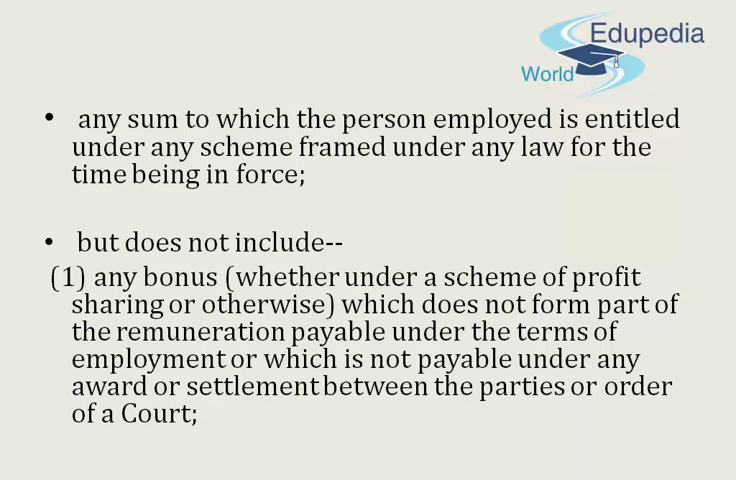 Edupedia
World
• any sum to which the person employed is entitled
under any scheme framed under any law for the
time being in force;
• but does not include--
(1) any bonus (whether under a scheme of profit
sharing or otherwise) which does not form part of
the remuneration payable under the terms of
employment or which is not payable under any
award or settlement between the parties or order
of a Court;